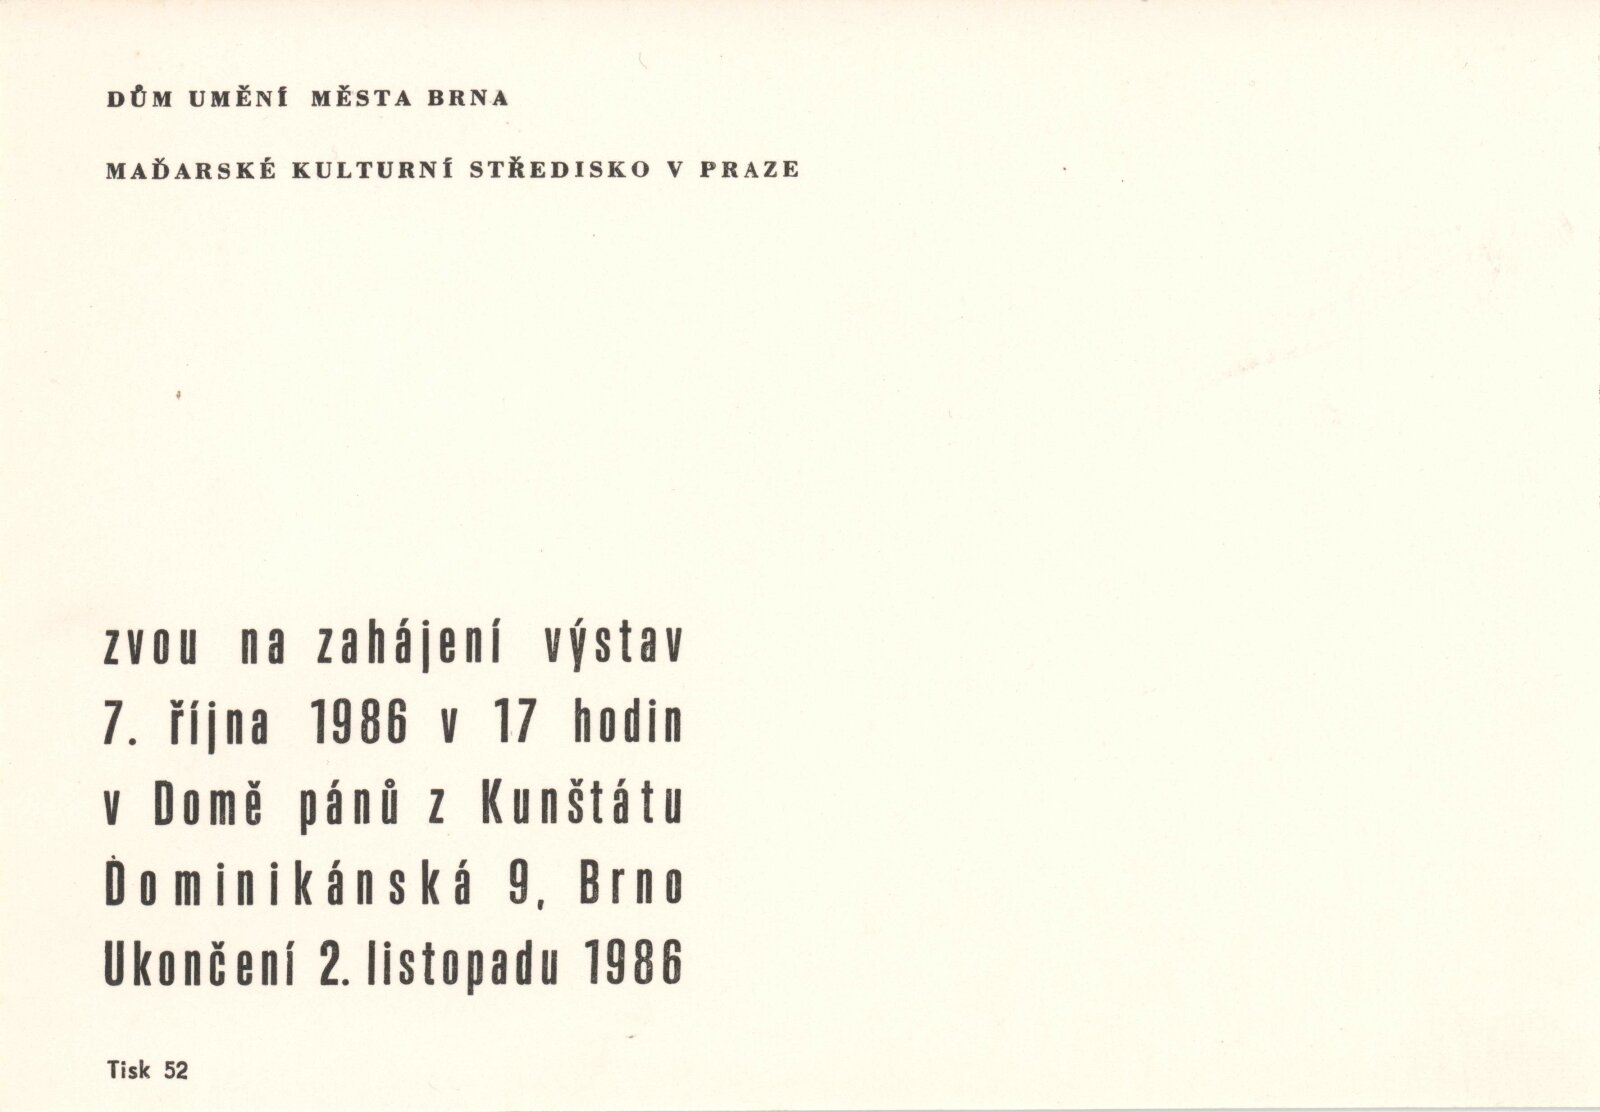 DŮM UMĚNÍ MĚSTA BRNA
MAĎARSKÉ KULTURNÍ STŘEDISKO V PRAZE
zvou na zahájení výstav
7. října 1986 v 17 hodin
v Domě pánů z Kunštátu
Dominikánská 9, Brno
Ukončení 2. listopadu 1986
Tisk 52